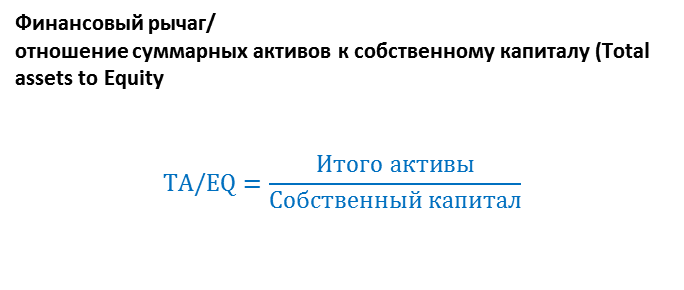 Финансовый рычаг/
отношение суммарных активов к собственному капиталу (Total
assets to Equity
TA/EQ = Итого активы / Собственный капитал